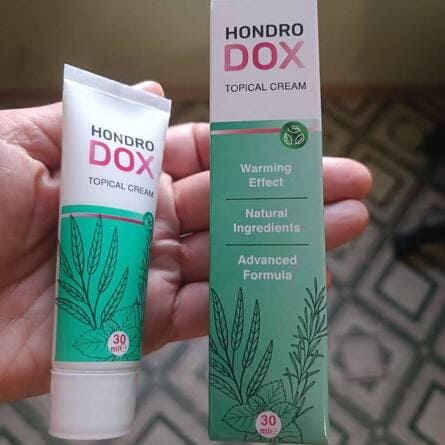 HONDRO
DOX
TOPICAL CREAM
30
ml℮
HONDRO
DOX
TOPICAL CREAM
Warming
Effect
Natural
Ingredients
Advanced
Formula
30
ml℮